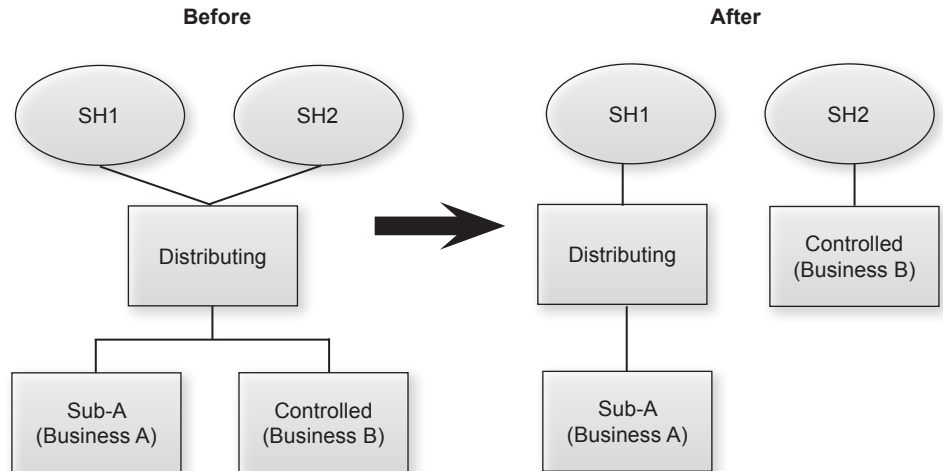 Before
SH1
SH2
Distributing
Sub-A
(Business A)
Controlled
(Business B)
After
SH1
SH2
Distributing
Controlled
(Business B)
Sub-A
(Business A)